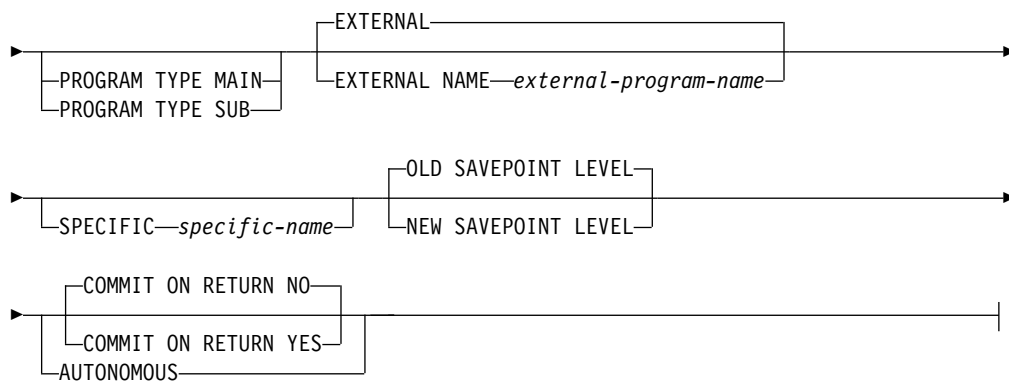 EXTERNAL
PROGRAM TYPE MAIN
EXTERNAL NAME external-program-name
PROGRAM TYPE SUB
OLD SAVEPOINT LEVEL
SPECIFIC specific-name
NEW SAVEPOINT LEVEL
COMMIT ON RETURN NO
COMMIT ON RETURN YES
AUTONOMOUS